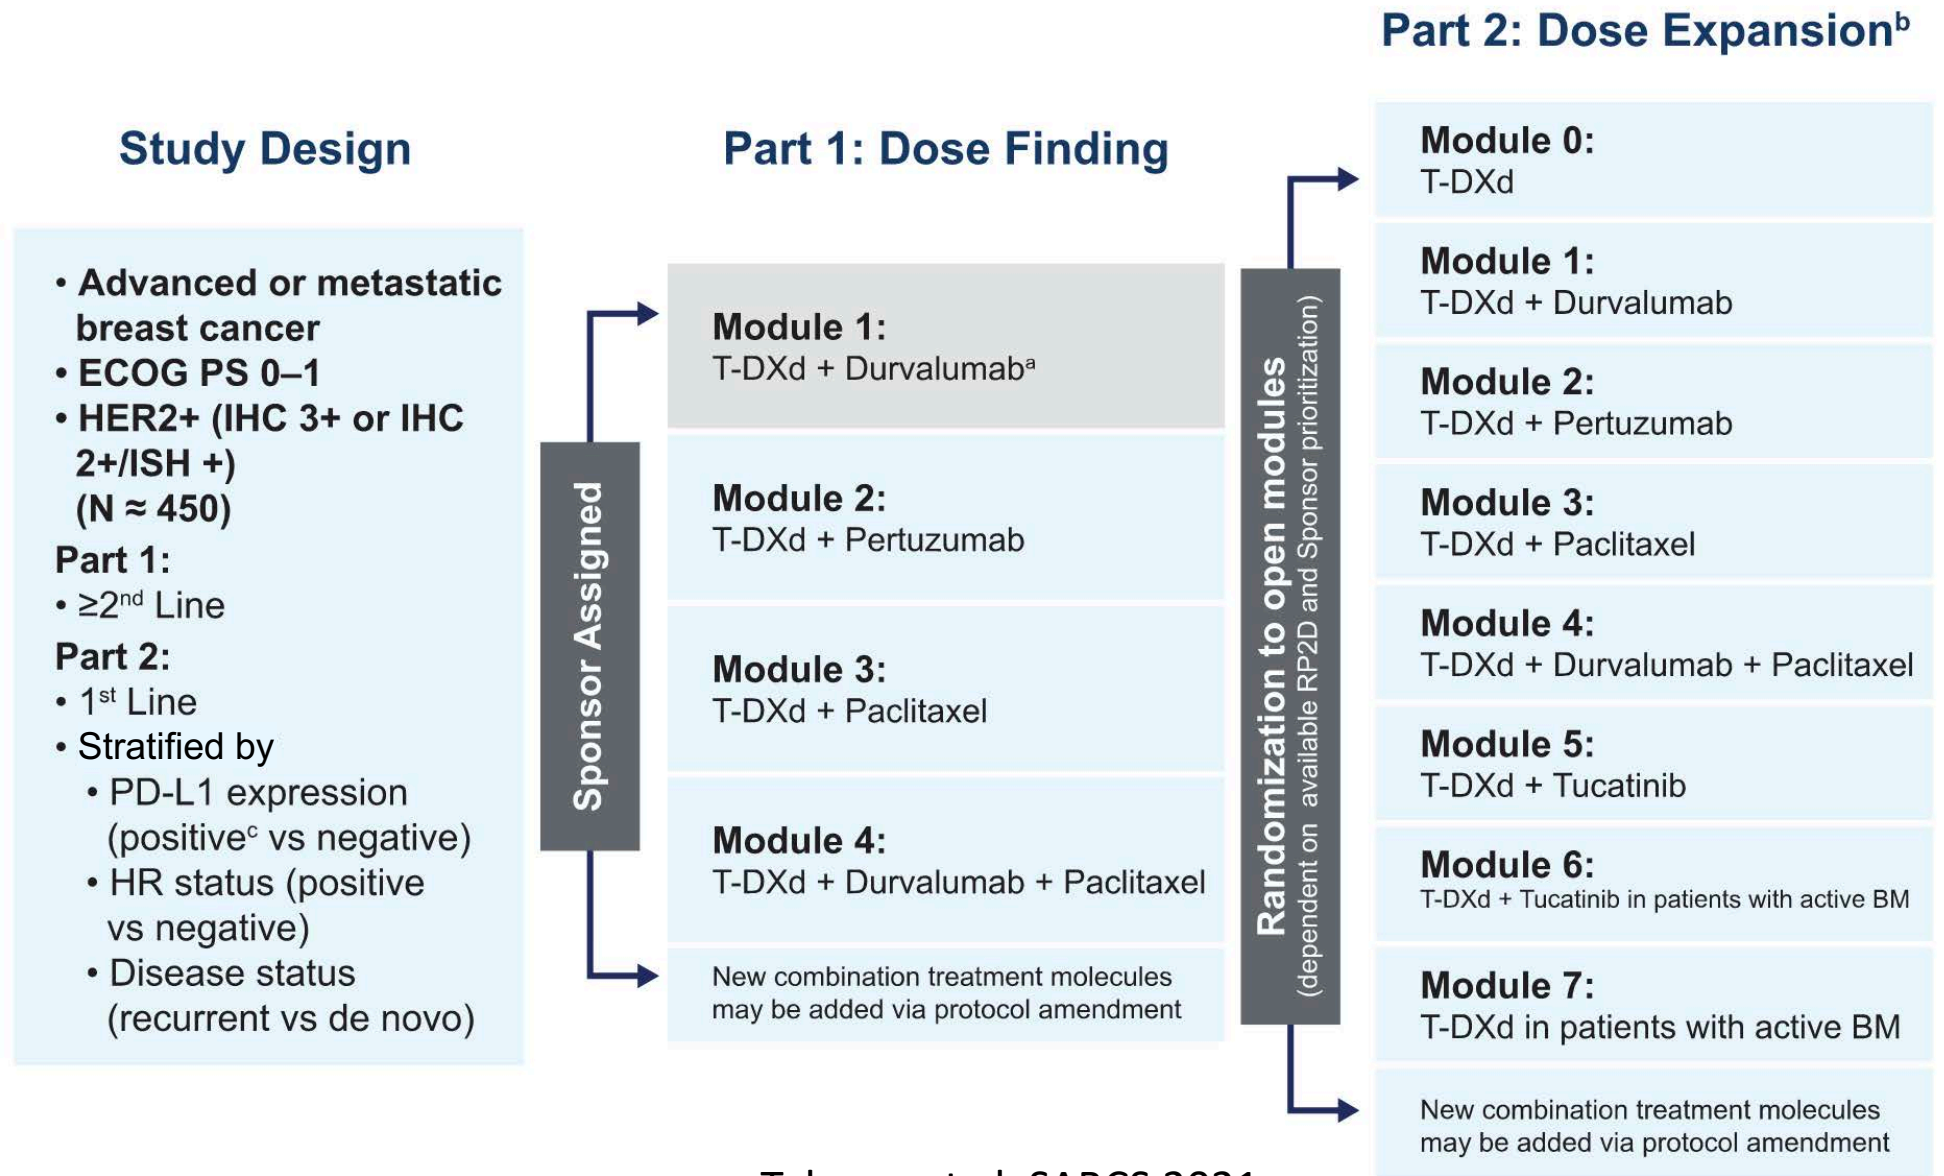 Study Design
• Advanced or metastatic
breast cancer
• ECOG PS 0–1
• HER2+ (IHC 3+ or IHC
2+/ISH +)
(N ≈ 450)
Part 1:
• ≥2nd Line
Part 2:
• 1st Line
• Stratified by
• PD-L1 expression
(positiveᶜ vs negative)
• HR status (positive
vs negative)
• Disease status
(recurrent vs de novo)
Sponsor Assigned
Part 1: Dose Finding
Module 1:
T-DXd + Durvalumabᵃ
Module 2:
T-DXd + Pertuzumab
Module 3:
T-DXd + Paclitaxel
Module 4:
T-DXd + Durvalumab + Paclitaxel
New combination treatment molecules
may be added via protocol amendment
Randomization to open modules
(dependent on available RP2D and Sponsor prioritization)
Part 2: Dose Expansionᵇ
Module 0:
T-DXd
Module 1:
T-DXd + Durvalumab
Module 2:
T-DXd + Pertuzumab
Module 3:
T-DXd + Paclitaxel
Module 4:
T-DXd + Durvalumab + Paclitaxel
Module 5:
T-DXd + Tucatinib
Module 6:
T-DXd + Tucatinib in patients with active BM
Module 7:
T-DXd in patients with active BM
New combination treatment molecules
may be added via protocol amendment
SABCS 2021